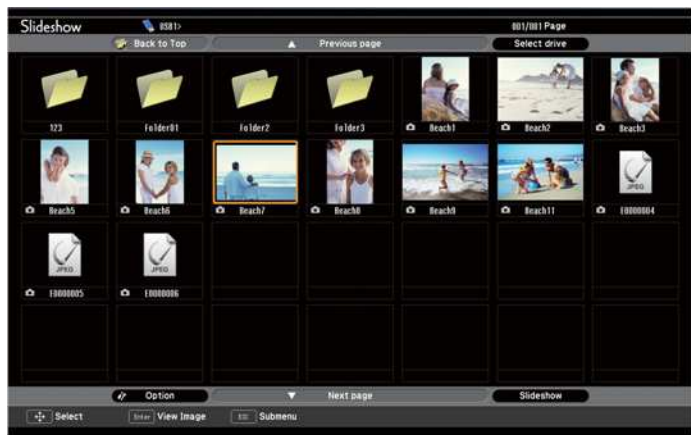 Slideshow USB1> 001/001 Page
Back to Top ▲ Previous page Select drive
123 Folder01 Folder2 Folder3 Beach1 Beach2 Beach3
JPEG
Beach5 Beach6 Beach7 Beach8 Beach9 Beach11 E0000004
JPEG JPEG
E0000005 E0000006
Option ▼ Next page Slideshow
Select Enter View Image ESC Submenu